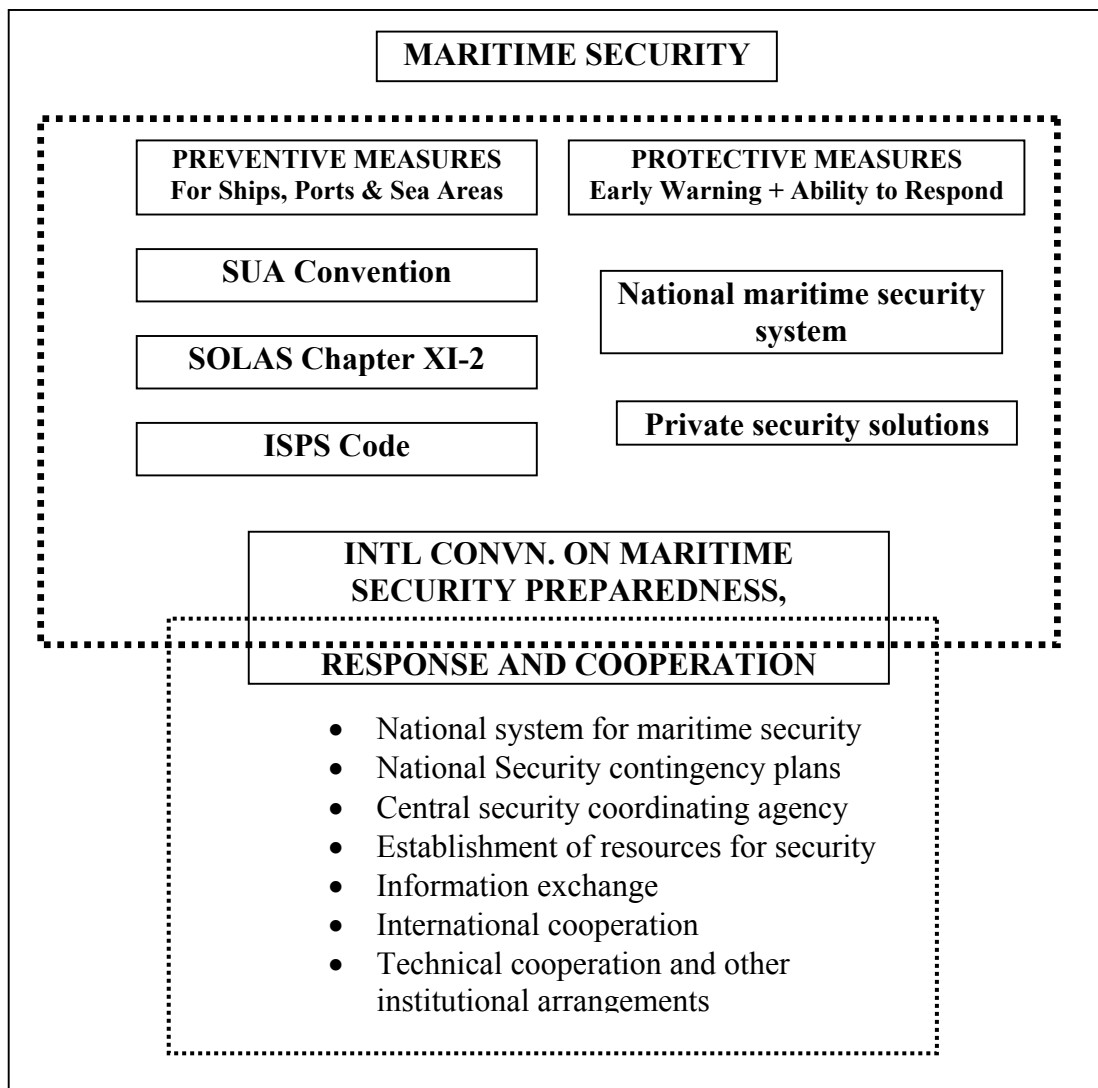 MARITIME SECURITY
PREVENTIVE MEASURES
For Ships, Ports & Sea Areas
PROTECTIVE MEASURES
Early Warning + Ability to Respond
SUA Convention
SOLAS Chapter XI-2
ISPS Code
National maritime security
system
Private security solutions
INTL CONVN. ON MARITIME
SECURITY PREPAREDNESS,
RESPONSE AND COOPERATION
• National system for maritime security
• National Security contingency plans
• Central security coordinating agency
• Establishment of resources for security
• Information exchange
• International cooperation
• Technical cooperation and other
institutional arrangements